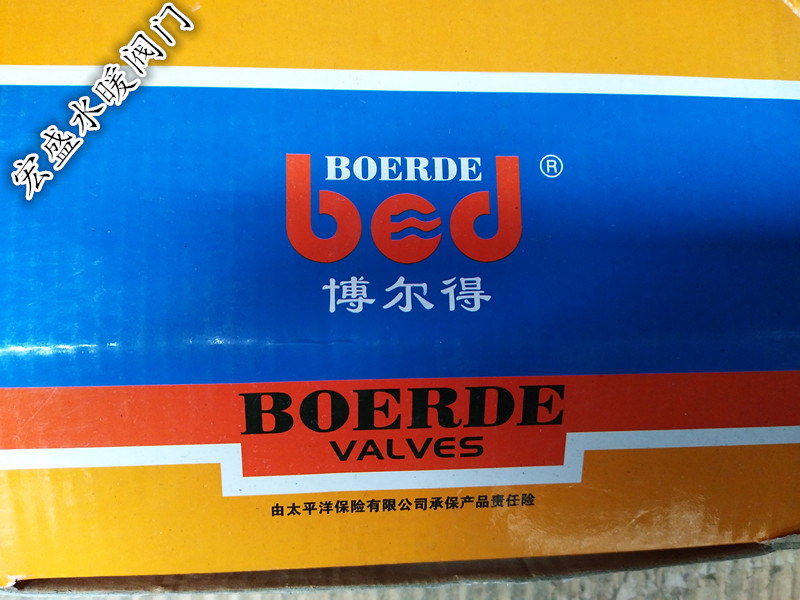 宏盛水暖阀门
BOERDE
bed ®
博尔得
BOERDE
VALVES
由太平洋保险有限公司承保产品责任险